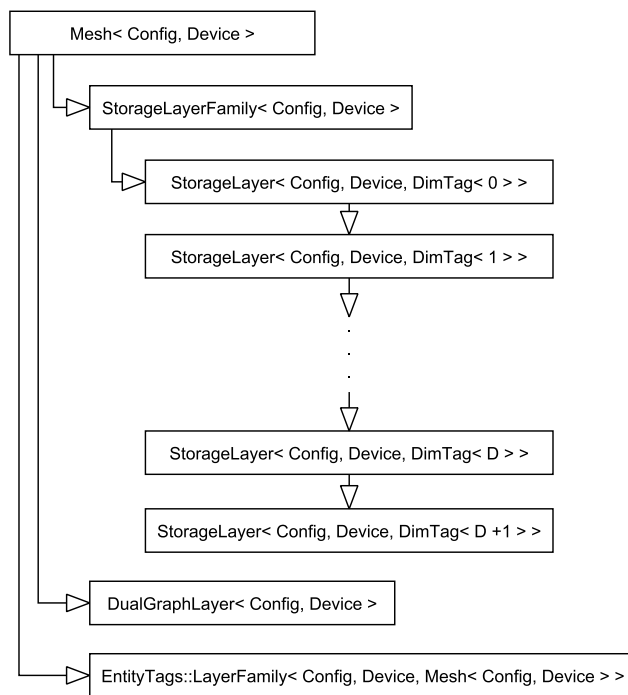 Mesh< Config, Device >
StorageLayerFamily< Config, Device >
StorageLayer< Config, Device, DimTag< 0 > >
StorageLayer< Config, Device, DimTag< 1 > >
.
.
.
StorageLayer< Config, Device, DimTag< D > >
StorageLayer< Config, Device, DimTag< D +1 > >
DualGraphLayer< Config, Device >
EntityTags::LayerFamily< Config, Device, Mesh< Config, Device > >